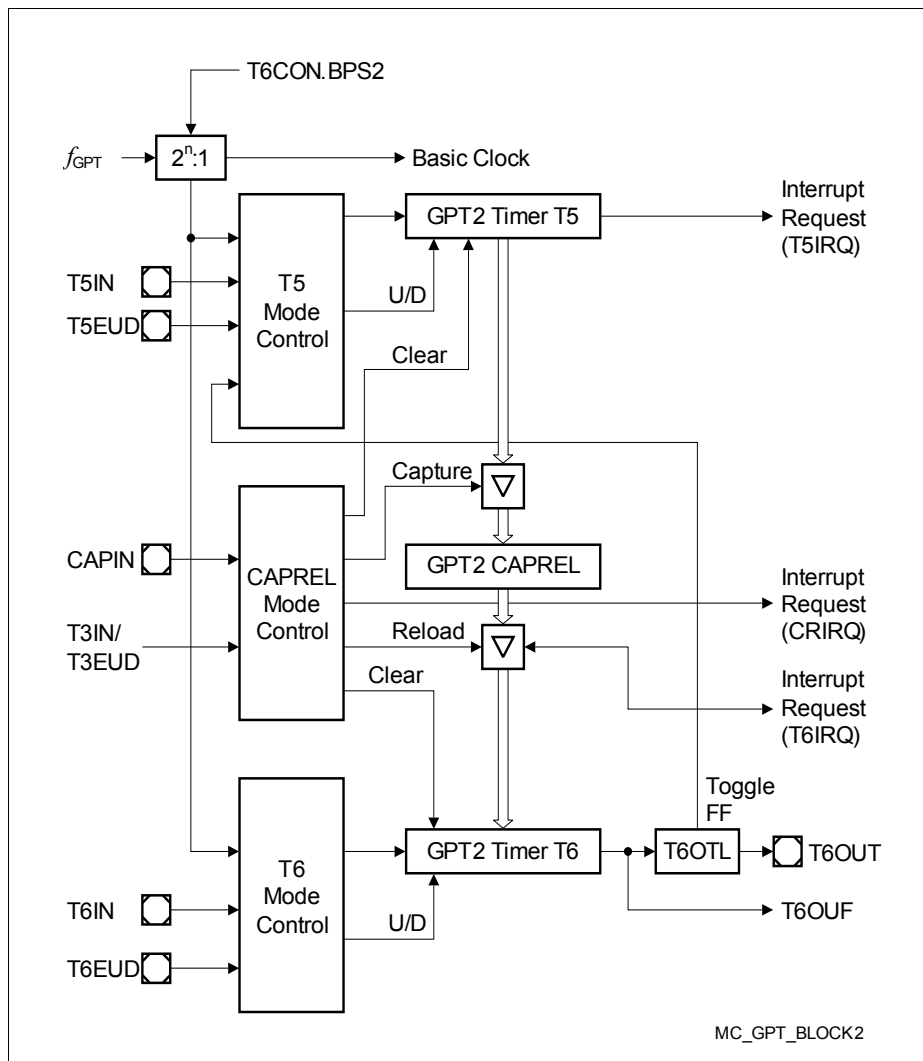 T6CON.BPS2
fGPT
2ⁿ:1
Basic Clock
Interrupt
Request
(T5IRQ)
GPT2 Timer T5
T5IN
T5
Mode
Control
U/D
T5EUD
Clear
Capture
CAPIN
CAPREL
Mode
Control
GPT2 CAPREL
Interrupt
Request
(CRIRQ)
T3IN/
T3EUD
Reload
Clear
Interrupt
Request
(T6IRQ)
Toggle
FF
T6
Mode
Control
GPT2 Timer T6
T6OTL
T6OUT
T6IN
U/D
T6OUF
T6EUD
MC_GPT_BLOCK2